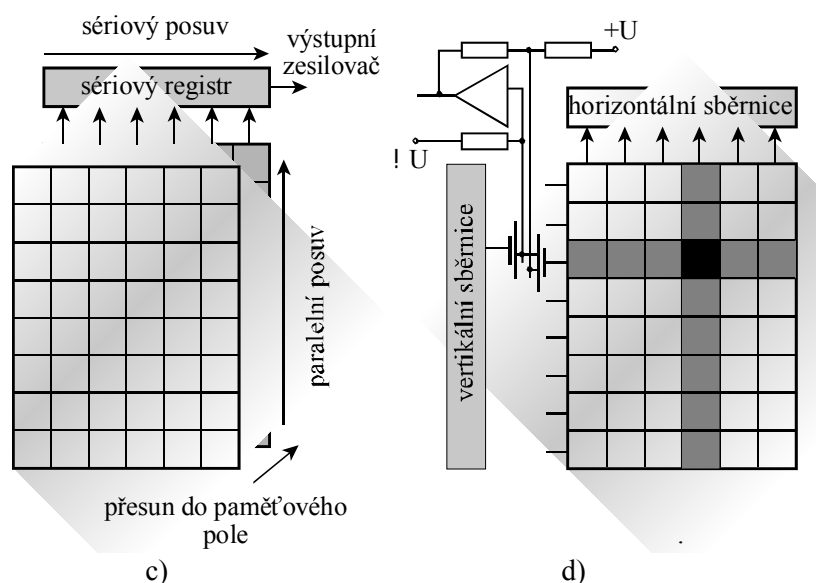 sériový posuv
výstupní
zesilovač
sériový registr
paralelní posuv
přesun do paměťového
pole
c)
+U
! U
horizontální sběrnice
vertikální sběrnice
d)